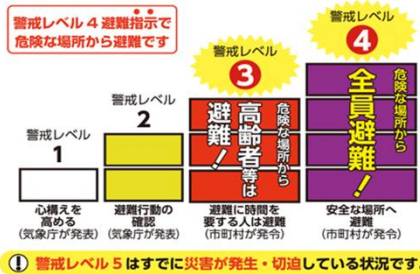 警戒レベル4避難指示で
危険な場所から避難です
警戒レベル
1
心構えを
高める
(気象庁が発表)
警戒レベル
2
避難行動の
確認
(気象庁が発表)
警戒レベル
3
危険な場所から
高齢者等は
避難！
避難に時間を
要する人は避難
(市町村が発令)
警戒レベル
4
危険な場所から
全員避難！
安全な場所へ
避難
(市町村が発令)
警戒レベル5はすでに災害が発生・切迫している状況です